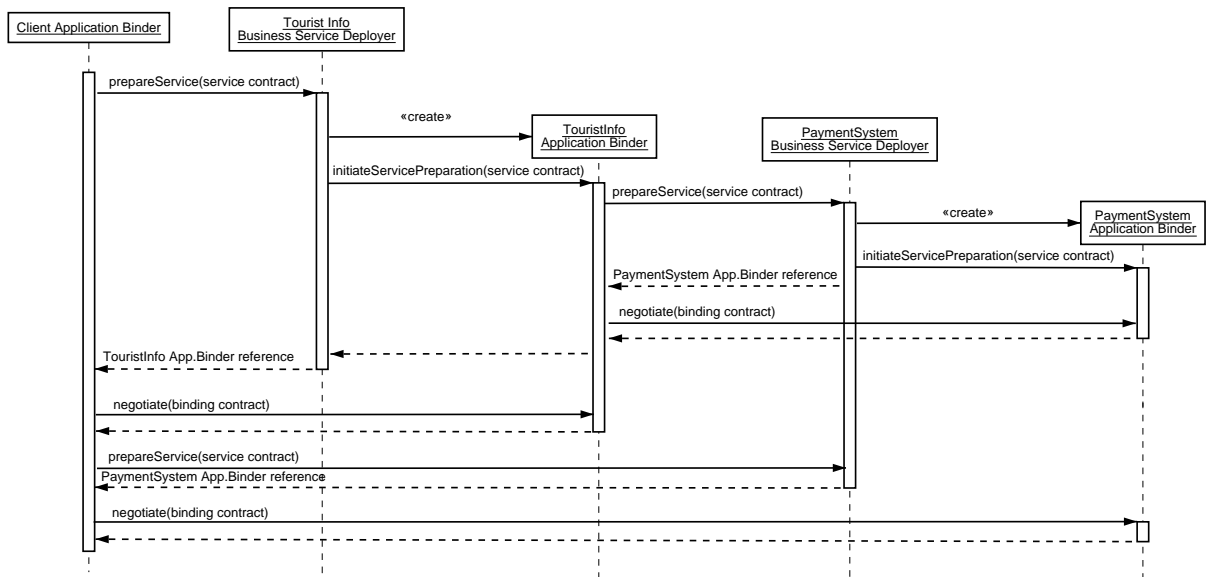 Client Application Binder
Tourist Info
Business Service Deployer
prepareService(service contract)
«create»
TouristInfo
Application Binder
PaymentSystem
Business Service Deployer
initiateServicePreparation(service contract)
prepareService(service contract)
«create»
PaymentSystem
Application Binder
initiateServicePreparation(service contract)
PaymentSystem App.Binder reference
negotiate(binding contract)
TouristInfo App.Binder reference
negotiate(binding contract)
prepareService(service contract)
PaymentSystem App.Binder reference
negotiate(binding contract)